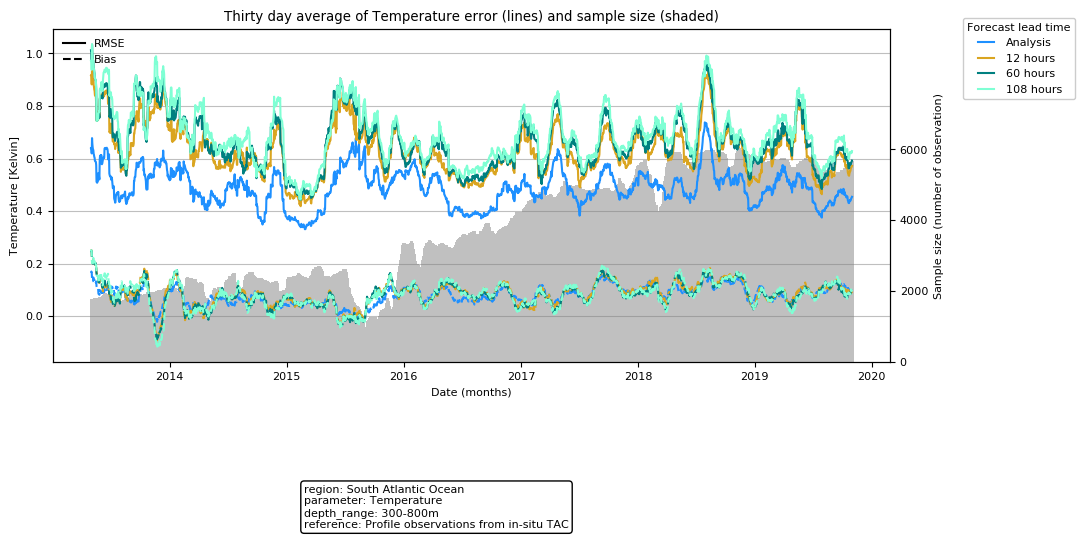 Thirty day average of Temperature error (lines) and sample size (shaded)
Forecast lead time
Analysis
12 hours
60 hours
108 hours
RMSE
Bias
Temperature [Kelvin]
1.0
0.8
0.6
0.4
0.2
0.0
Sample size (number of observation)
6000
4000
2000
0
2014
2015
2016
2017
2018
2019
2020
Date (months)
region: South Atlantic Ocean
parameter: Temperature
depth_range: 300-800m
reference: Profile observations from in-situ TAC